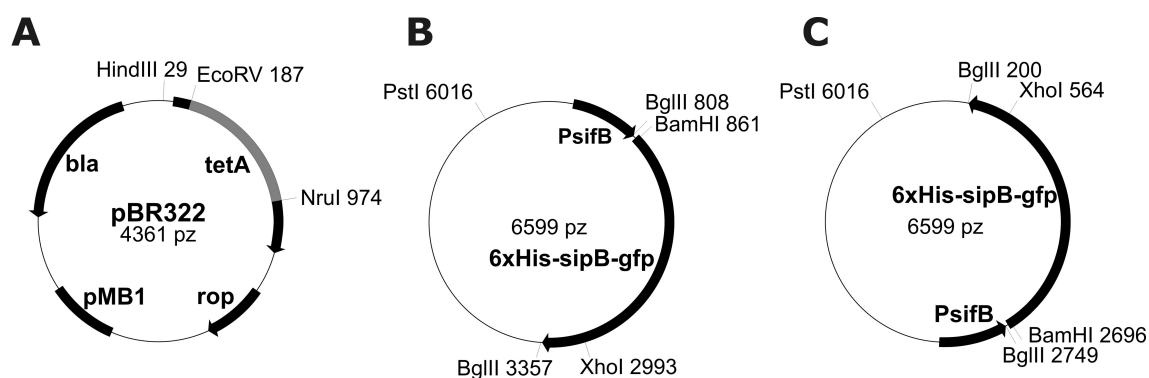 A
HindIII 29
EcoRV 187
bla
tetA
NruI 974
pBR322
4361 pz
pMB1
rop
B
PstI 6016
BglII 808
BamHI 861
PsifB
6599 pz
6xHis-sipB-gfp
BglII 3357
XhoI 2993
C
BglII 200
XhoI 564
PstI 6016
6xHis-sipB-gfp
6599 pz
PsifB
BamHI 2696
BglII 2749